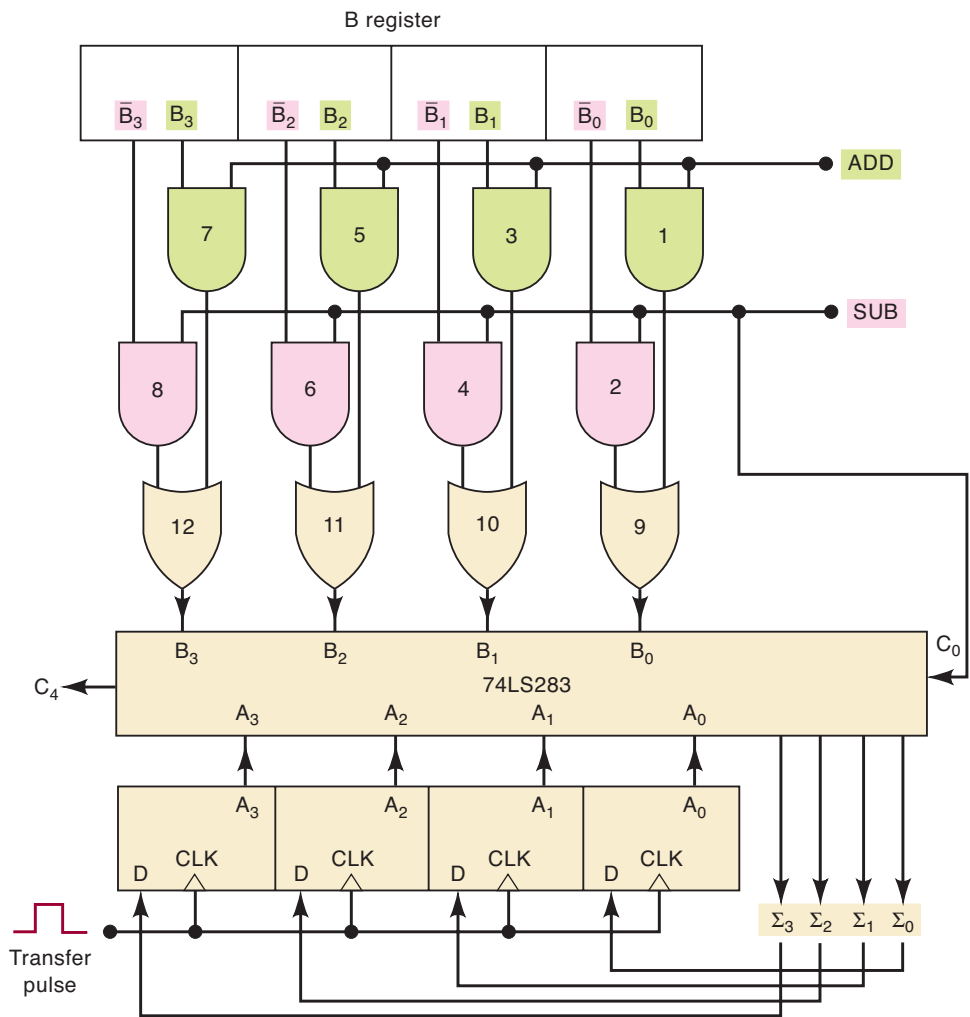 B register
B̅₃ B₃ B̅₂ B₂ B̅₁ B₁ B̅₀ B₀
ADD
7 5 3 1
SUB
8 6 4 2
12 11 10 9
B₃ B₂ B₁ B₀
C₀
74LS283
C₄
A₃ A₂ A₁ A₀
A₃ A₂ A₁ A₀
D CLK D CLK D CLK D CLK
Σ₃ Σ₂ Σ₁ Σ₀
Transfer
pulse